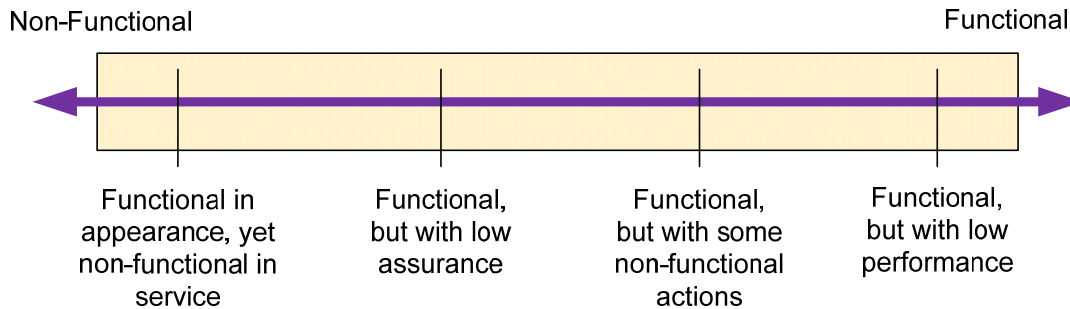 Non-Functional
Functional
Functional in
appearance, yet
non-functional in
service
Functional,
but with low
assurance
Functional,
but with some
non-functional
actions
Functional,
but with low
performance